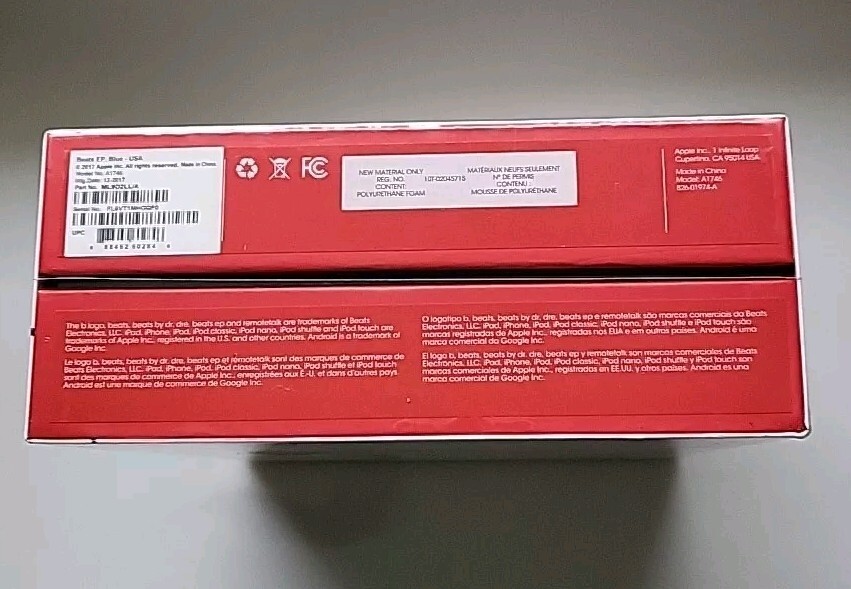 Beats EP, Blue - USA
© 2017 Apple Inc. All rights reserved. Made in China
Model No.: A1746
Mfg. Date: 12-2017
Part No. ML9D2LL/A
Serial No.
UPC
FC
NEW MATERIAL ONLY
REG. NO. 107-02045715
CONTENT:
POLYURETHANE FOAM
MATÉRIAUX NEUFS SEULEMENT
N° DE PERMIS
CONTENU :
MOUSSE DE POLYURÉTHANE
Apple Inc., 1 Infinite Loop
Cupertino, CA 95014 USA
Made in China
Model: A1746
826-01974-A
The b logo, beats, beats by dr. dre, beats ep and remotetalk are trademarks of Beats
Electronics, LLC. iPad, iPhone, iPod, iPod classic, iPod nano, iPod shuffle and iPod touch are
trademarks of Apple Inc., registered in the U.S. and other countries. Android is a trademark of
Google Inc.
Le logo b, beats, beats by dr. dre, beats ep et remotetalk sont des marques de commerce de
Beats Electronics, LLC. iPad, iPhone, iPod, iPod classic, iPod nano, iPod shuffle et iPod touch
sont des marques de commerce de Apple Inc., enregistrées aux É.-U. et dans d'autres pays.
Android est une marque de commerce de Google Inc.
O logotipo b, beats, beats by dr. dre, beats ep e remotetalk são marcas comerciais da Beats
Electronics, LLC. iPad, iPhone, iPod, iPod classic, iPod nano, iPod shuffle e iPod touch são
marcas registradas de Apple Inc., registradas nos EUA e em outros países. Android é uma
marca comercial da Google Inc.
El logo b, beats, beats by dr. dre, beats ep y remotetalk son marcas comerciales de Beats
Electronics, LLC. iPad, iPhone, iPod, iPod classic, iPod nano, iPod shuffle y iPod touch son
marcas comerciales de Apple Inc., registradas en EE.UU. y otros países. Android es una
marca comercial de Google Inc.